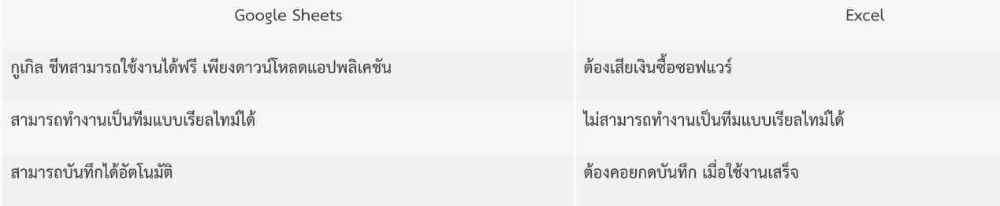 Google Sheets
Excel
กูเกิล ชีทสามารถใช้งานได้ฟรี เพียงดาวน์โหลดแอปพลิเคชัน
ต้องเสียเงินซื้อซอฟแวร์
สามารถทำงานเป็นทีมแบบเรียลไทม์ได้
ไม่สามารถทำงานเป็นทีมแบบเรียลไทม์ได้
สามารถบันทึกได้อัตโนมัติ
ต้องคอยกดบันทึก เมื่อใช้งานเสร็จ